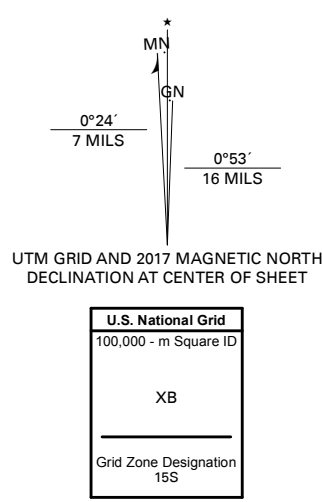 MN
GN
0°24´
7 MILS
0°53´
16 MILS
UTM GRID AND 2017 MAGNETIC NORTH
DECLINATION AT CENTER OF SHEET
U.S. National Grid
100,000 - m Square ID
XB
Grid Zone Designation
15S